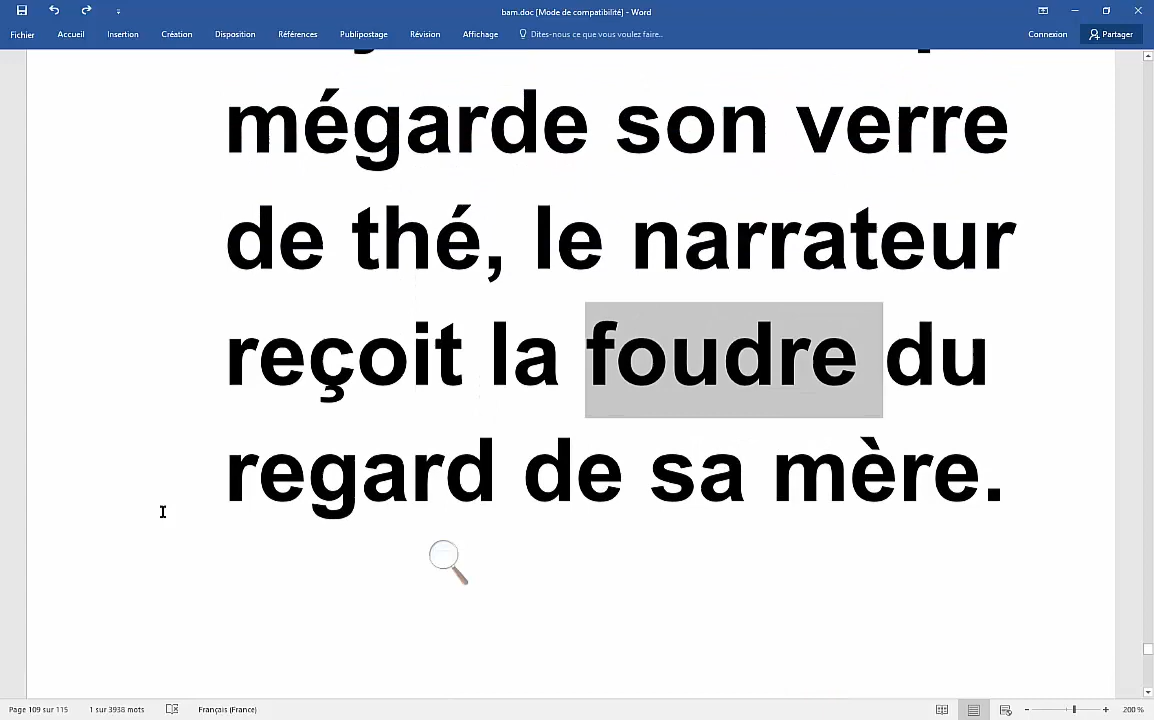 bam.doc [Mode de compatibilité] - Word
Fichier Accueil Insertion Création Disposition Références Publipostage Révision Affichage Dites-nous ce que vous voulez faire.. Connexion Partager
mégarde son verre
de thé, le narrateur
reçoit la foudre du
regard de sa mère.
Page 109 sur 115 1 sur 3938 mots Français (France) 200 %